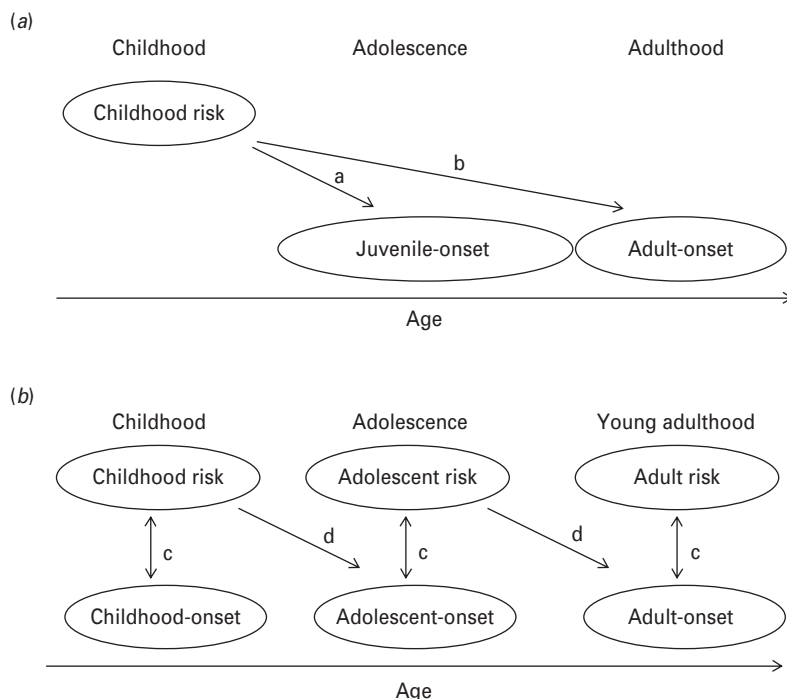 (a)
Childhood Adolescence Adulthood
Childhood risk
a
b
Juvenile-onset Adult-onset
Age
(b)
Childhood Adolescence Young adulthood
Childhood risk Adolescent risk Adult risk
c d c d c
Childhood-onset Adolescent-onset Adult-onset
Age